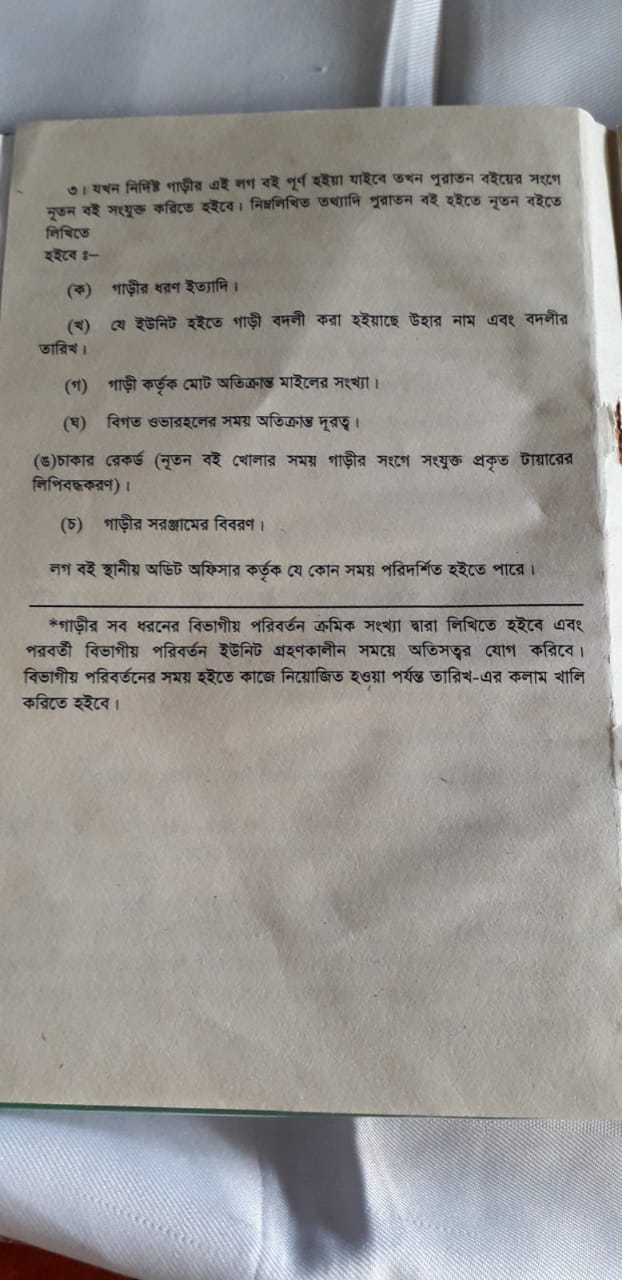 ৩। যখন নির্দিষ্ট গাড়ীর এই লগ বই পূর্ণ হইয়া যাইবে তখন পুরাতন বইয়ের সংগে
নূতন বই সংযুক্ত করিতে হইবে। নিম্নলিখিত তথ্যাদি পুরাতন বই হইতে নূতন বইতে
লিখিতে
হইবে ঃ–
(ক) গাড়ীর ধরণ ইত্যাদি।
(খ) যে ইউনিট হইতে গাড়ী বদলী করা হইয়াছে উহার নাম এবং বদলীর
তারিখ।
(গ) গাড়ী কর্তৃক মোট অতিক্রান্ত মাইলের সংখ্যা।
(ঘ) বিগত ওভারহলের সময় অতিক্রান্ত দূরত্ব।
(ঙ)চাকার রেকর্ড (নূতন বই খোলার সময় গাড়ীর সংগে সংযুক্ত প্রকৃত টায়ারের
লিপিবদ্ধকরণ)।
(চ) গাড়ীর সরঞ্জামের বিবরণ।
লগ বই স্থানীয় অডিট অফিসার কর্তৃক যে কোন সময় পরিদর্শিত হইতে পারে।
*গাড়ীর সব ধরনের বিভাগীয় পরিবর্তন ক্রমিক সংখ্যা দ্বারা লিখিতে হইবে এবং
পরবর্তী বিভাগীয় পরিবর্তন ইউনিট গ্রহণকালীন সময়ে অতিসত্বর যোগ করিবে।
বিভাগীয় পরিবর্তনের সময় হইতে কাজে নিয়োজিত হওয়া পর্যন্ত তারিখ-এর কলাম খালি
করিতে হইবে।